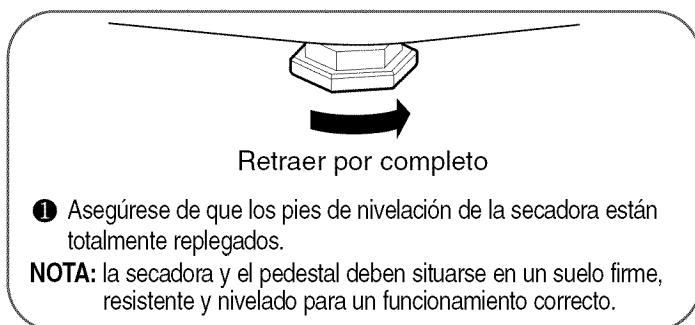 Retraer por completo
❶ Asegúrese de que los pies de nivelación de la secadora están
totalmente replegados.
NOTA: la secadora y el pedestal deben situarse en un suelo firme,
resistente y nivelado para un funcionamiento correcto.